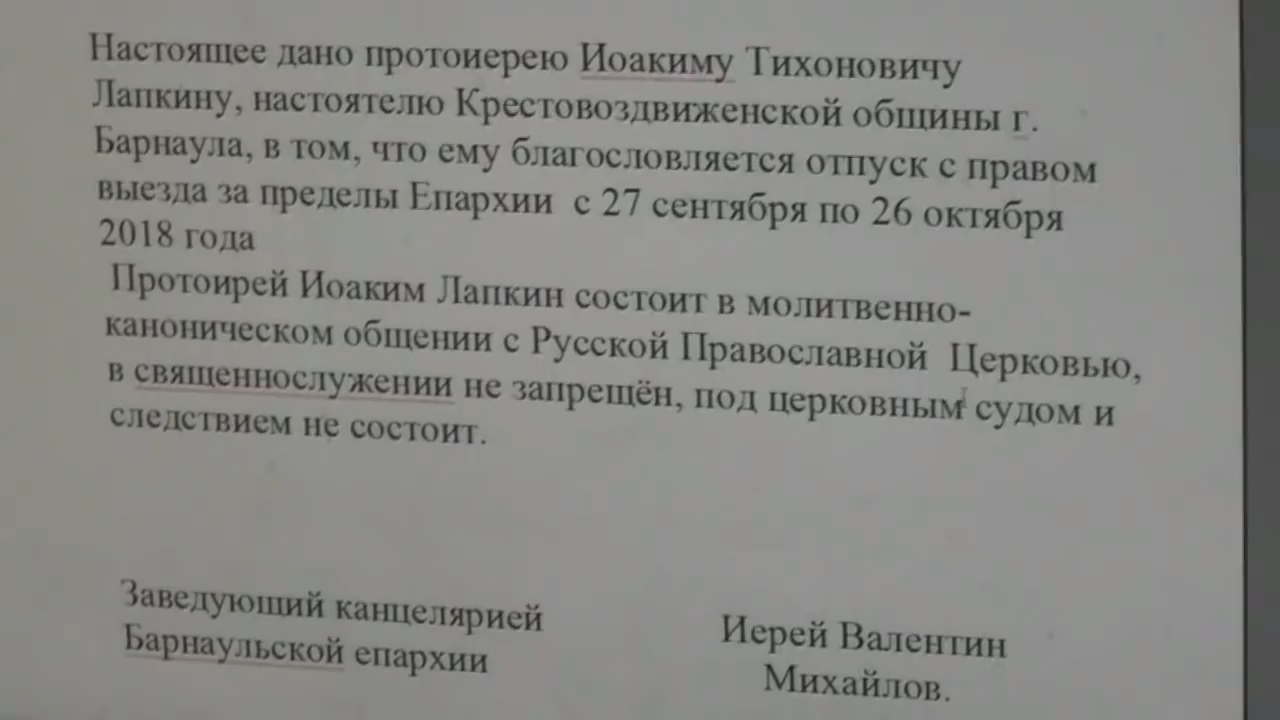 Настоящее дано протоиерею Иоакиму Тихоновичу
Лапкину, настоятелю Крестовоздвиженской общины г.
Барнаула, в том, что ему благословляется отпуск с правом
выезда за пределы Епархии с 27 сентября по 26 октября
2018 года
Протоирей Иоаким Лапкин состоит в молитвенно-
каноническом общении с Русской Православной Церковью,
в священнослужении не запрещён, под церковным судом и
следствием не состоит.
Заведующий канцелярией
Барнаульской епархии
Иерей Валентин
Михайлов.